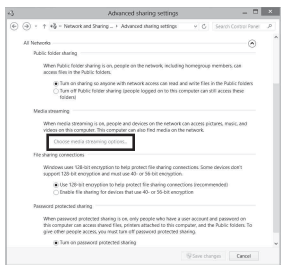 Advanced sharing settings
Network and Sharing ... Advanced sharing settings
Search Control Panel
All Networks
Public folder sharing
When Public folder sharing is on, people on the network, including homegroup members, can
access files in the Public folders.
Turn on sharing so anyone with network access can read and write files in the Public folders
Turn off Public folder sharing (people logged on to this computer can still access these
folders)
Media streaming
When media streaming is on, people and devices on the network can access pictures, music, and
videos on this computer. This computer can also find media on the network.
Choose media streaming options...
File sharing connections
Windows uses 128-bit encryption to help protect file sharing connections. Some devices don't
support 128-bit encryption and must use 40- or 56-bit encryption.
Use 128-bit encryption to help protect file sharing connections (recommended)
Enable file sharing for devices that use 40- or 56-bit encryption
Password protected sharing
When password protected sharing is on, only people who have a user account and password on
this computer can access shared files, printers attached to this computer, and the Public folders. To
give other people access, you must turn off password protected sharing.
Turn on password protected sharing
Save changes
Cancel